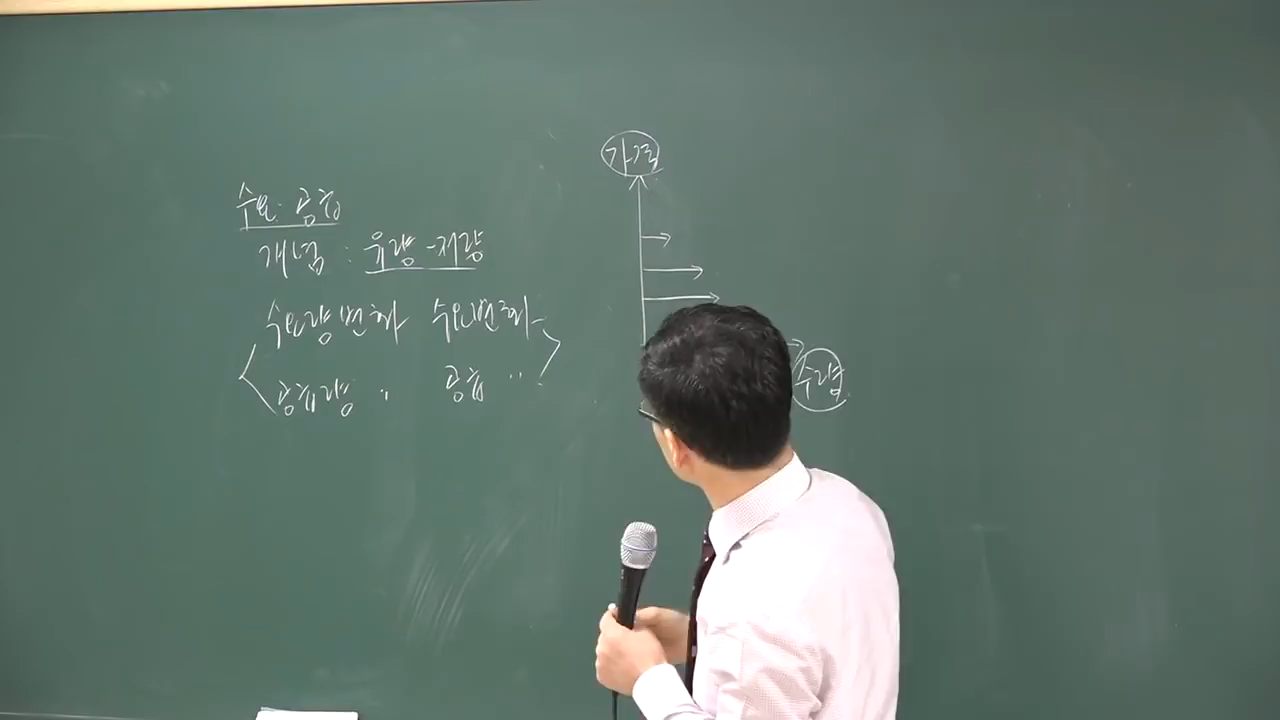 수요·공급
개념 : 유량-저량
수요량변화 수요변화
공급량 〃 공급 〃
가격
수량